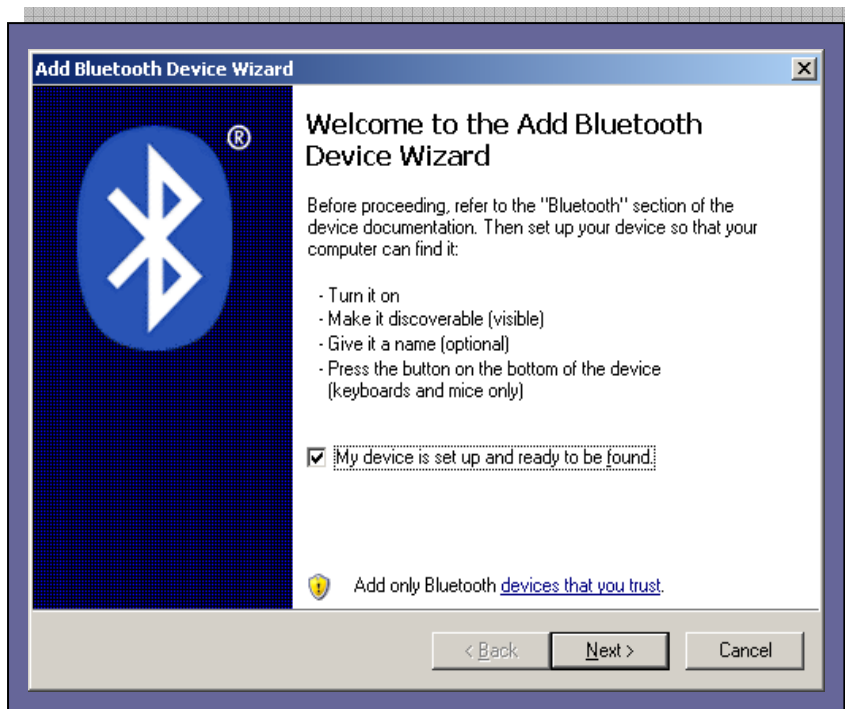 Add Bluetooth Device Wizard
®
Welcome to the Add Bluetooth
Device Wizard
Before proceeding, refer to the "Bluetooth" section of the
device documentation. Then set up your device so that your
computer can find it:
- Turn it on
- Make it discoverable (visible)
- Give it a name (optional)
- Press the button on the bottom of the device
(keyboards and mice only)
My device is set up and ready to be found.
Add only Bluetooth devices that you trust.
< Back Next > Cancel